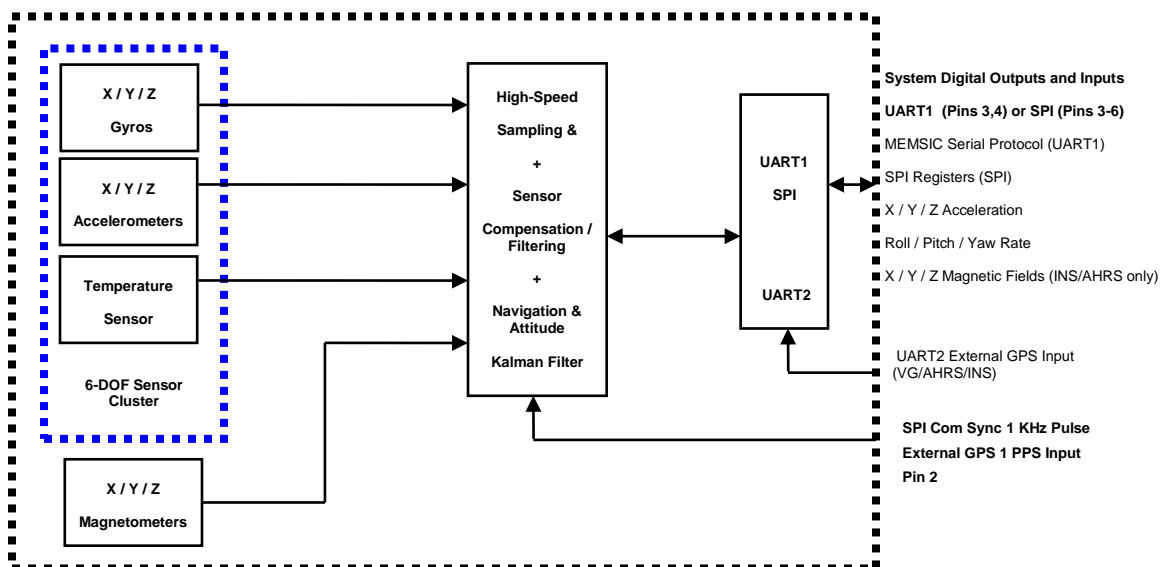 X / Y / Z
Gyros
X / Y / Z
Accelerometers
Temperature
Sensor
6-DOF Sensor
Cluster
X / Y / Z
Magnetometers
High-Speed
Sampling &
+
Sensor
Compensation /
Filtering
+
Navigation &
Attitude
Kalman Filter
UART1
SPI
UART2
System Digital Outputs and Inputs
UART1 (Pins 3,4) or SPI (Pins 3-6)
MEMSIC Serial Protocol (UART1)
SPI Registers (SPI)
X / Y / Z Acceleration
Roll / Pitch / Yaw Rate
X / Y / Z Magnetic Fields (INS/AHRS only)
UART2 External GPS Input
(VG/AHRS/INS)
SPI Com Sync 1 KHz Pulse
External GPS 1 PPS Input
Pin 2